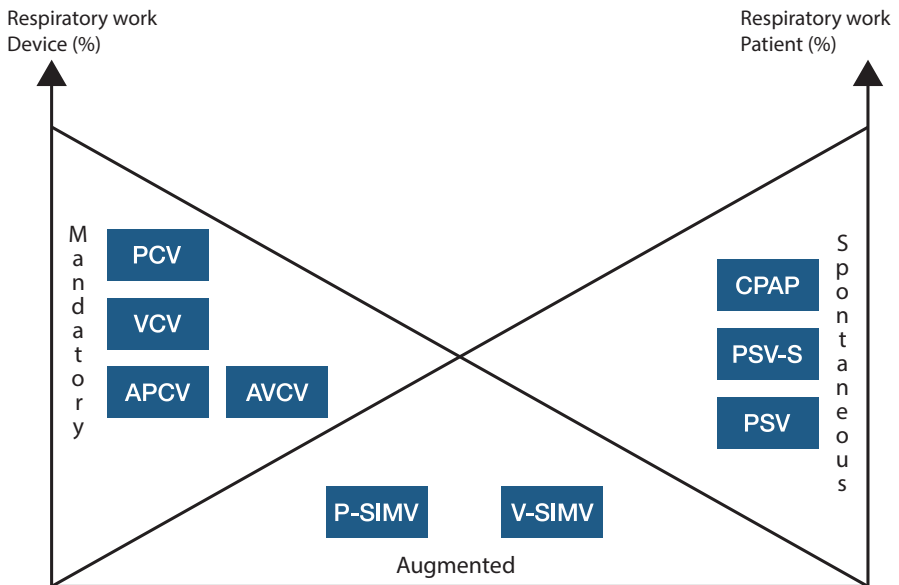 Respiratory work
Device (%)
Respiratory work
Patient (%)
Mandatory
PCV
VCV
APCV
AVCV
CPAP
PSV-S
PSV
Spontaneous
P-SIMV
V-SIMV
Augmented